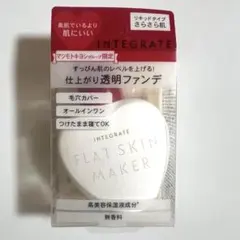 素肌でいるより
肌にいい
リキッドタイプ
さらさら肌
INTEGRATE
マツモトキヨシグループ限定
すっぴん肌のレベルを上げる!
仕上がり透明ファンデ
毛穴カバー
オールインワン
つけたまま寝てOK
INTEGRATE
FLAT SKIN
MAKER
高美容保湿液成分*
無香料